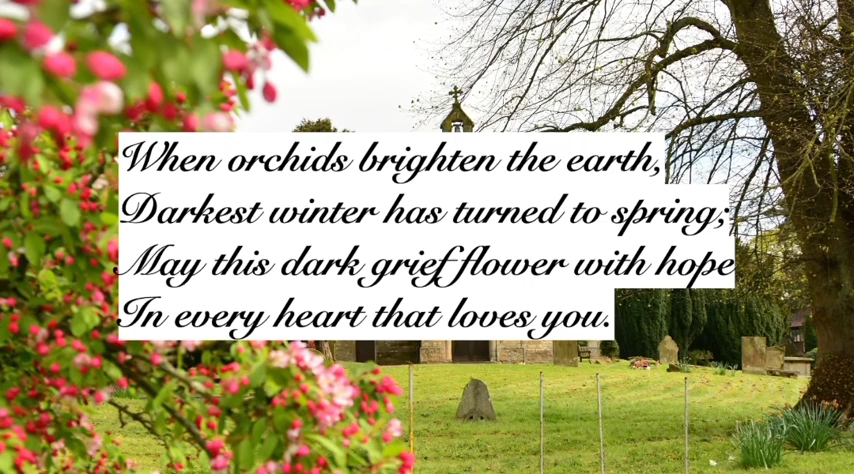 When orchids brighten the earth,
Darkest winter has turned to spring;
May this dark grief flower with hope
In every heart that loves you.